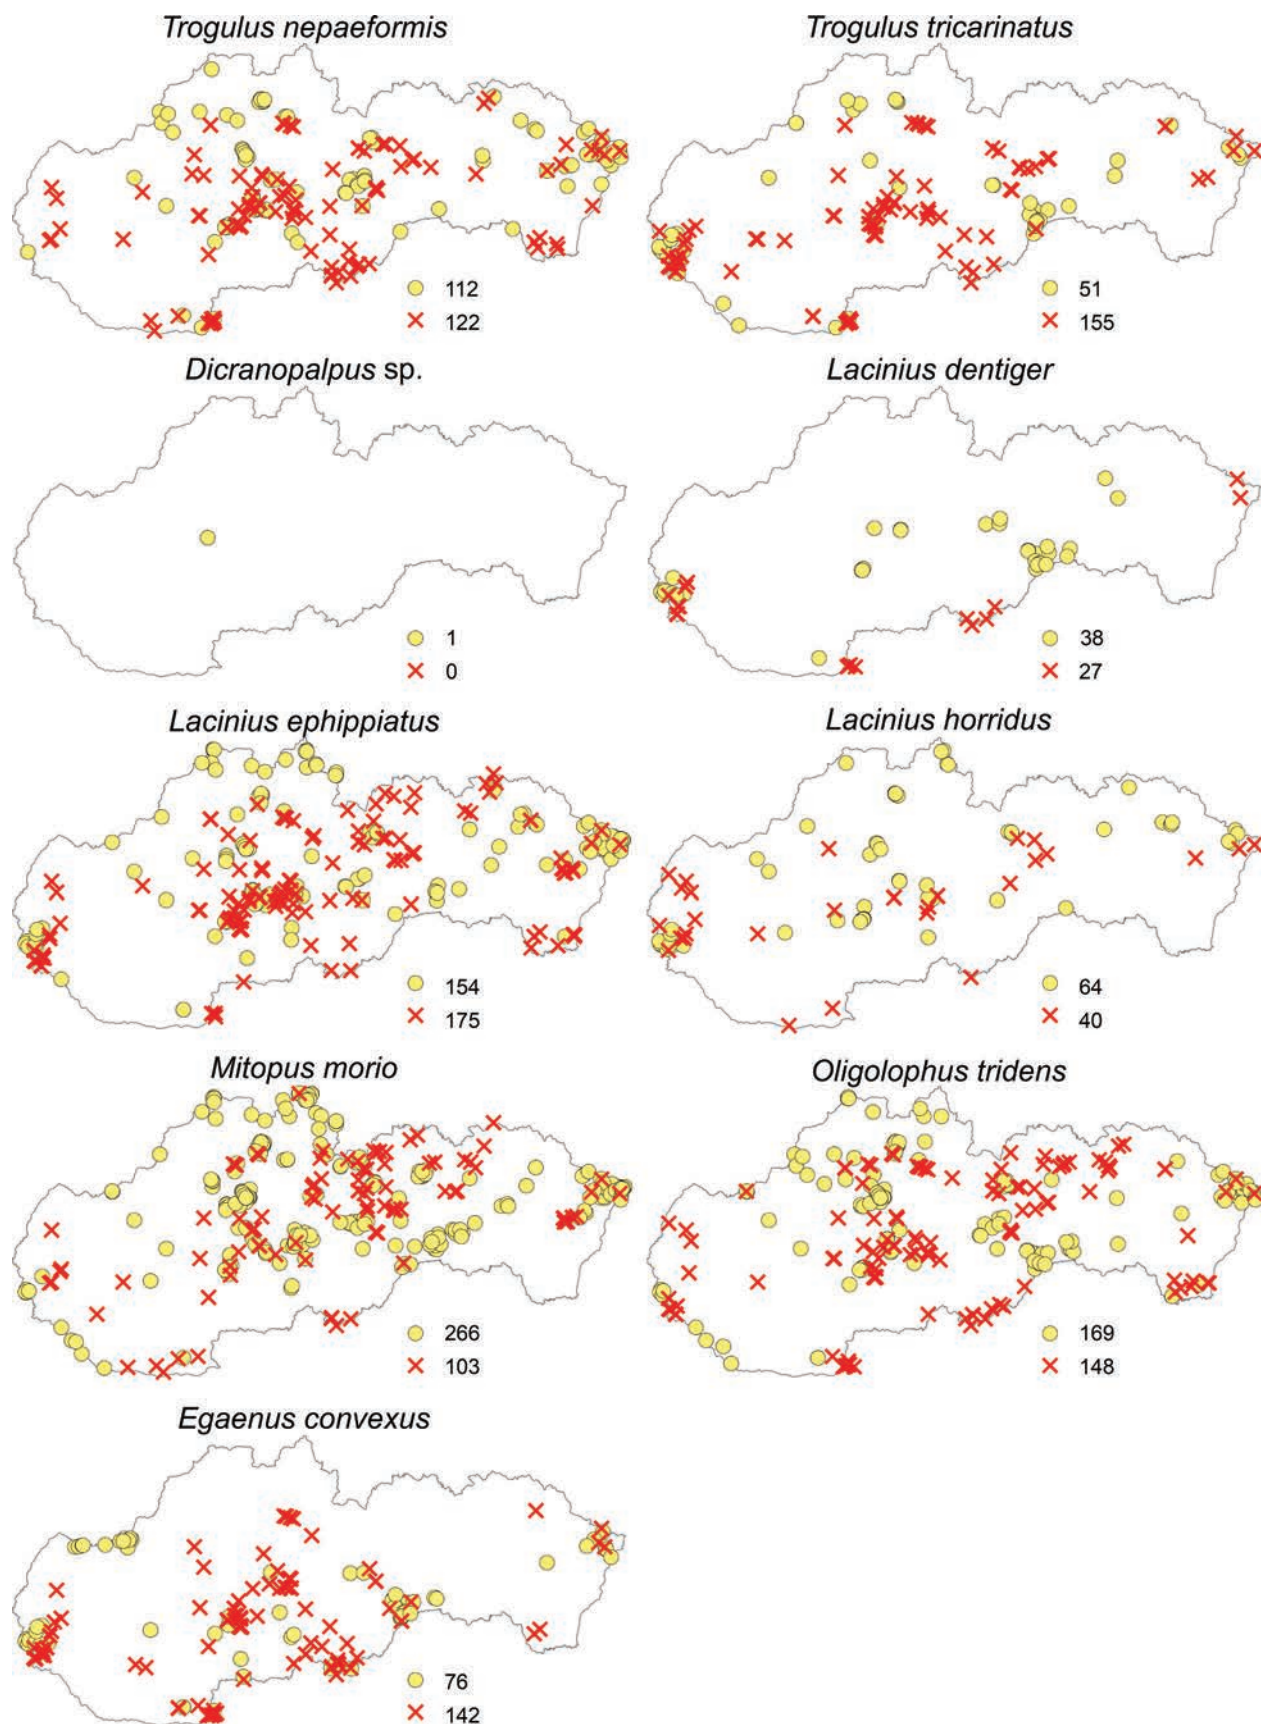 Trogulus nepaeformis
112
122
Trogulus tricarinatus
51
155
Dicranopalpus sp.
1
0
Lacinius dentiger
38
27
Lacinius ephippiatus
154
175
Lacinius horridus
64
40
Mitopus morio
266
103
Oligolophus tridens
169
148
Egaenus convexus
76
142